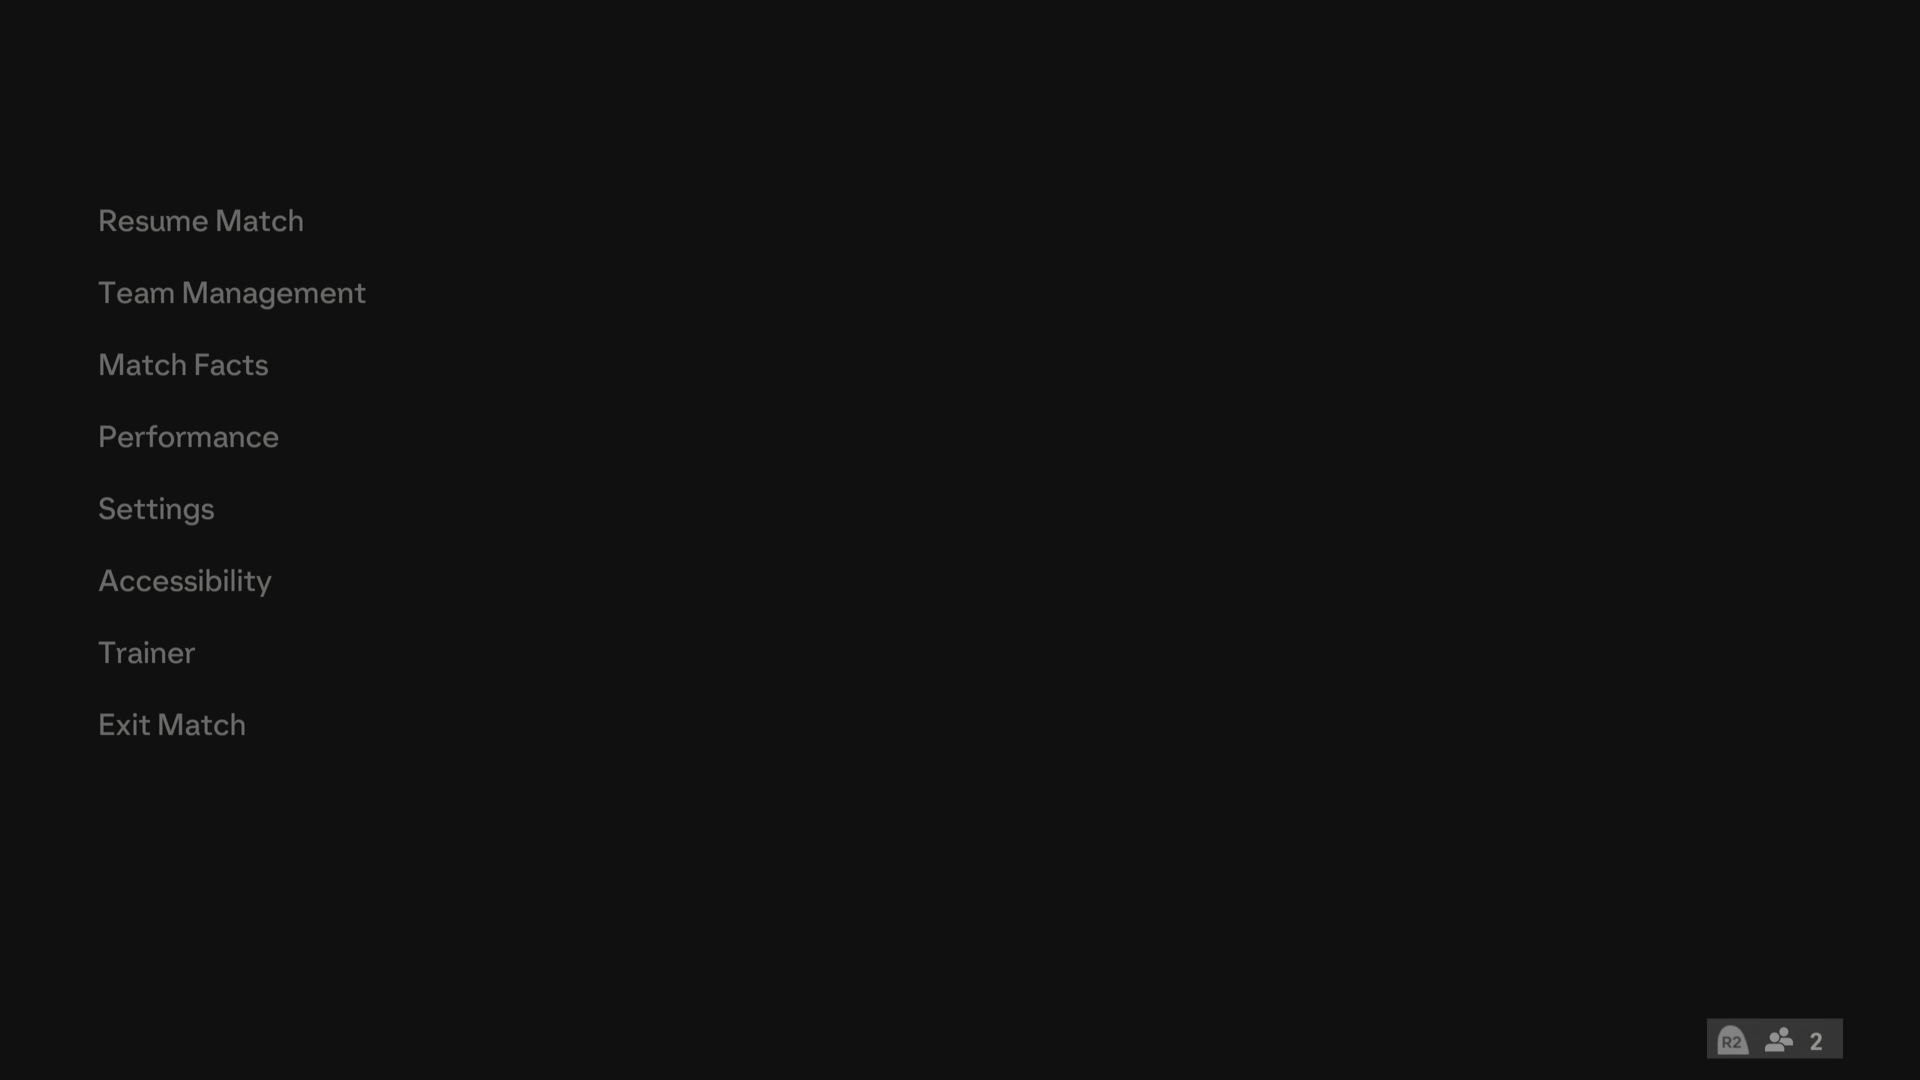 Resume Match
Team Management
Match Facts
Performance
Settings
Accessibility
Trainer
Exit Match
R2 2